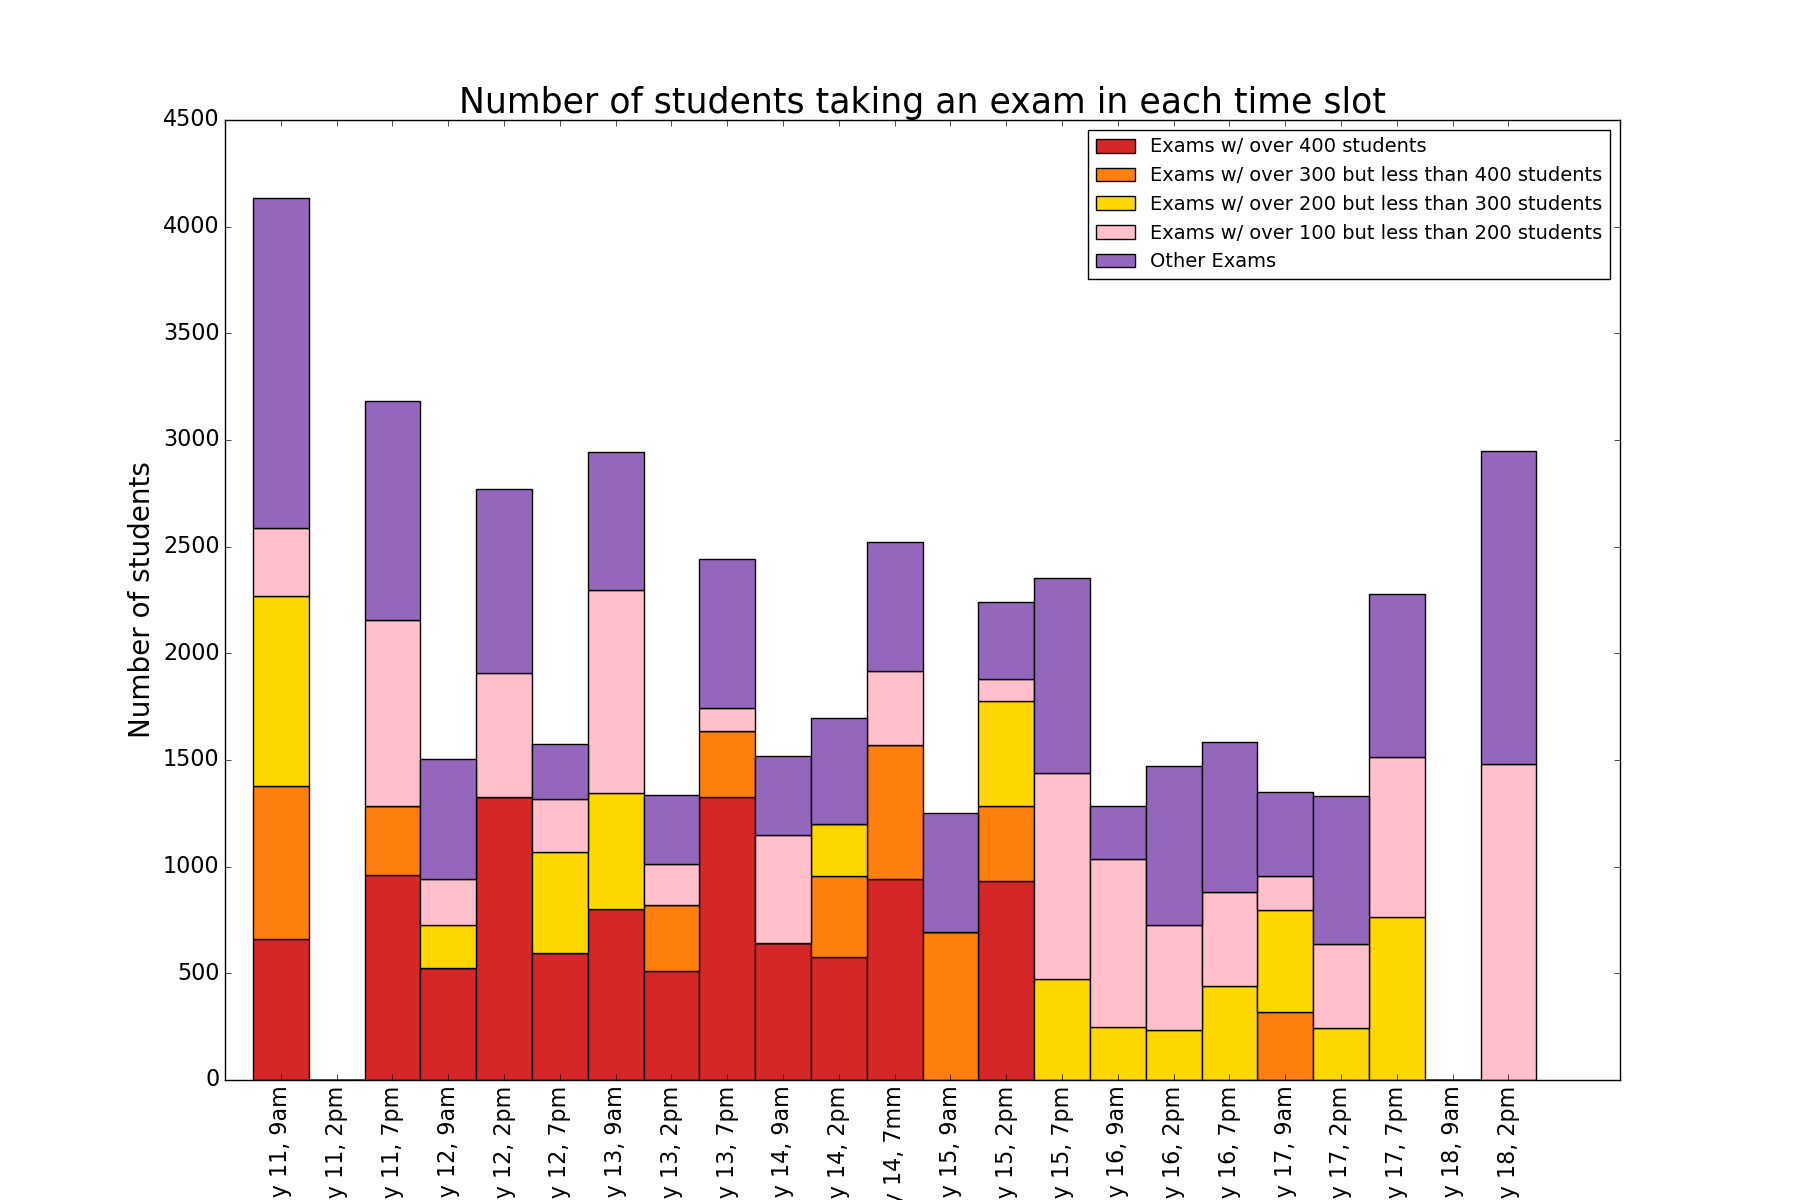 Number of students taking an exam in each time slot
Number of students
4500
4000
3500
3000
2500
2000
1500
1000
500
0
Exams w/ over 400 students
Exams w/ over 300 but less than 400 students
Exams w/ over 200 but less than 300 students
Exams w/ over 100 but less than 200 students
Other Exams
y 11, 9am
y 11, 2pm
y 11, 7pm
y 12, 9am
y 12, 2pm
y 12, 7pm
y 13, 9am
y 13, 2pm
y 13, 7pm
y 14, 9am
y 14, 2pm
y 14, 7mm
y 15, 9am
y 15, 2pm
y 15, 7pm
y 16, 9am
y 16, 2pm
y 16, 7pm
y 17, 9am
y 17, 2pm
y 17, 7pm
y 18, 9am
y 18, 2pm